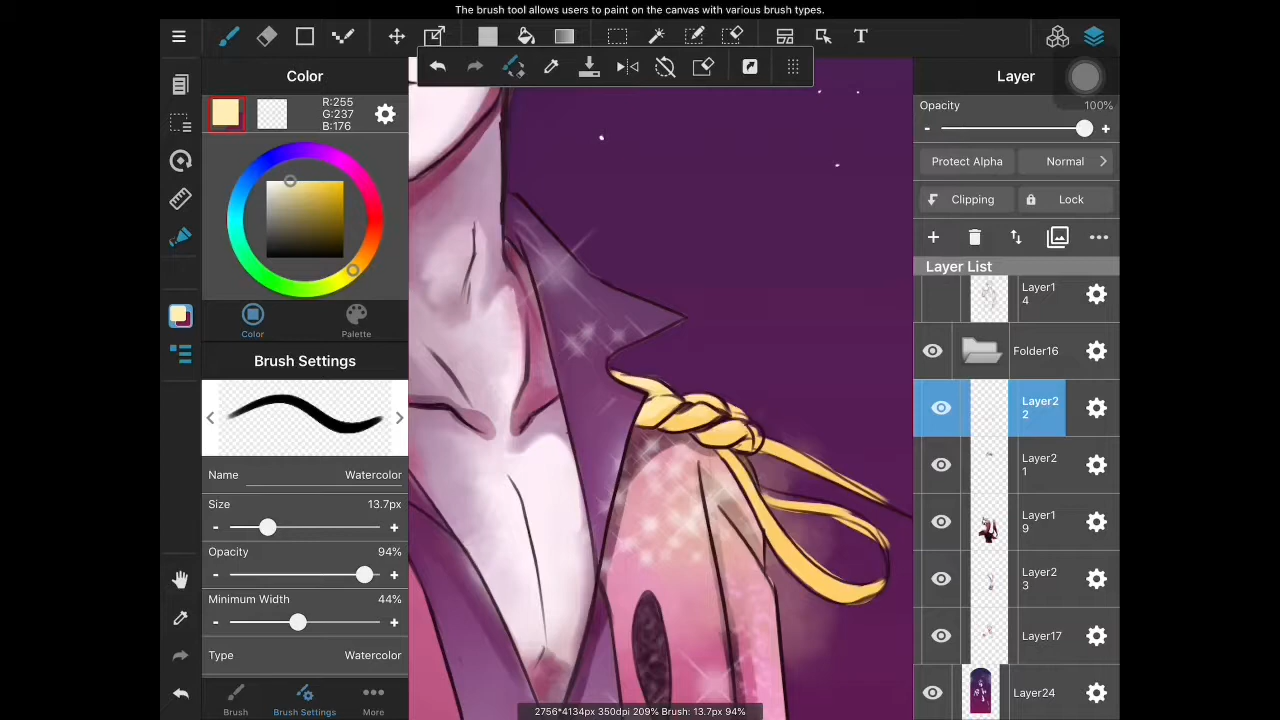 The brush tool allows users to paint on the canvas with various brush types.
T
Color
R:255
G:237
B:176
Color
Palette
Brush Settings
Name
Watercolor
Size
13.7px
- +
Opacity
94%
- +
Minimum Width
44%
- +
Type
Watercolor
Brush
Brush Settings
More
2756*4134px 350dpi 209% Brush: 13.7px 94%
Layer
Opacity
100%
- +
Protect Alpha
Normal
Clipping
Lock
Layer List
Layer1
4
Folder16
Layer2
2
Layer2
1
Layer1
9
Layer2
3
Layer17
Layer24